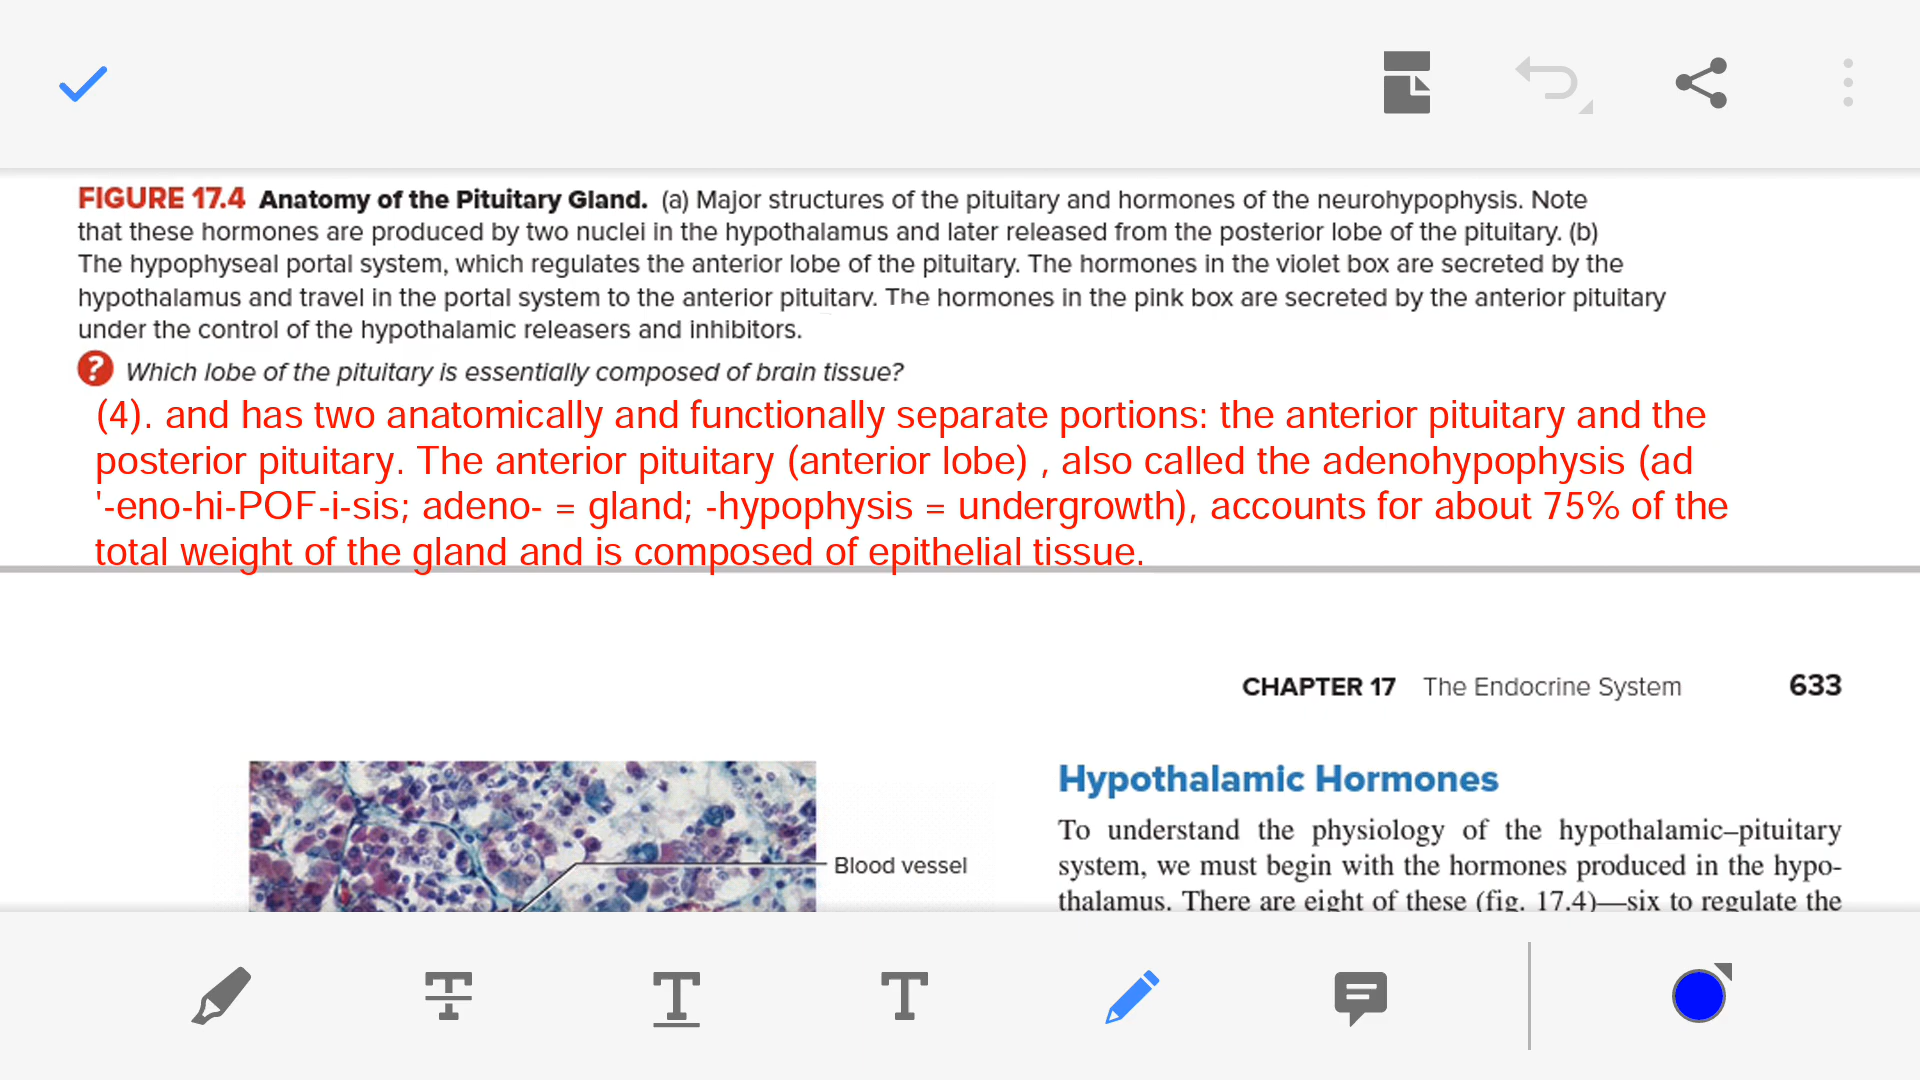 FIGURE 17.4 Anatomy of the Pituitary Gland. (a) Major structures of the pituitary and hormones of the neurohypophysis. Note
that these hormones are produced by two nuclei in the hypothalamus and later released from the posterior lobe of the pituitary. (b)
The hypophyseal portal system, which regulates the anterior lobe of the pituitary. The hormones in the violet box are secreted by the
hypothalamus and travel in the portal system to the anterior pituitary. The hormones in the pink box are secreted by the anterior pituitary
under the control of the hypothalamic releasers and inhibitors.
? Which lobe of the pituitary is essentially composed of brain tissue?
(4). and has two anatomically and functionally separate portions: the anterior pituitary and the
posterior pituitary. The anterior pituitary (anterior lobe) , also called the adenohypophysis (ad
'-eno-hi-POF-i-sis; adeno- = gland; -hypophysis = undergrowth), accounts for about 75% of the
total weight of the gland and is composed of epithelial tissue.
CHAPTER 17 The Endocrine System 633
Blood vessel
Hypothalamic Hormones
To understand the physiology of the hypothalamic–pituitary
system, we must begin with the hormones produced in the hypo-
thalamus. There are eight of these (fig. 17.4)—six to regulate the